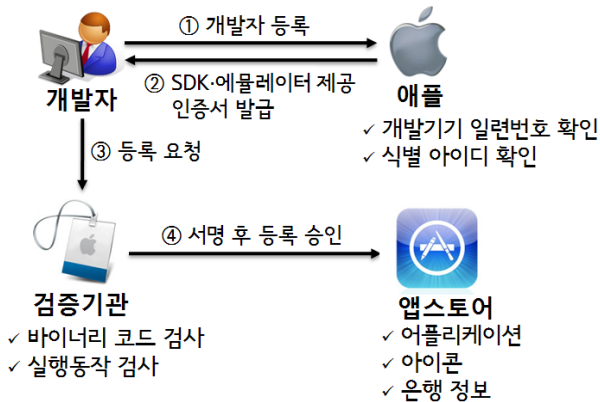 ① 개발자 등록
② SDK·에뮬레이터 제공
인증서 발급
개발자
애플
✓ 개발기기 일련번호 확인
✓ 식별 아이디 확인
③ 등록 요청
④ 서명 후 등록 승인
검증기관
✓ 바이너리 코드 검사
✓ 실행동작 검사
앱스토어
✓ 어플리케이션
✓ 아이콘
✓ 은행 정보